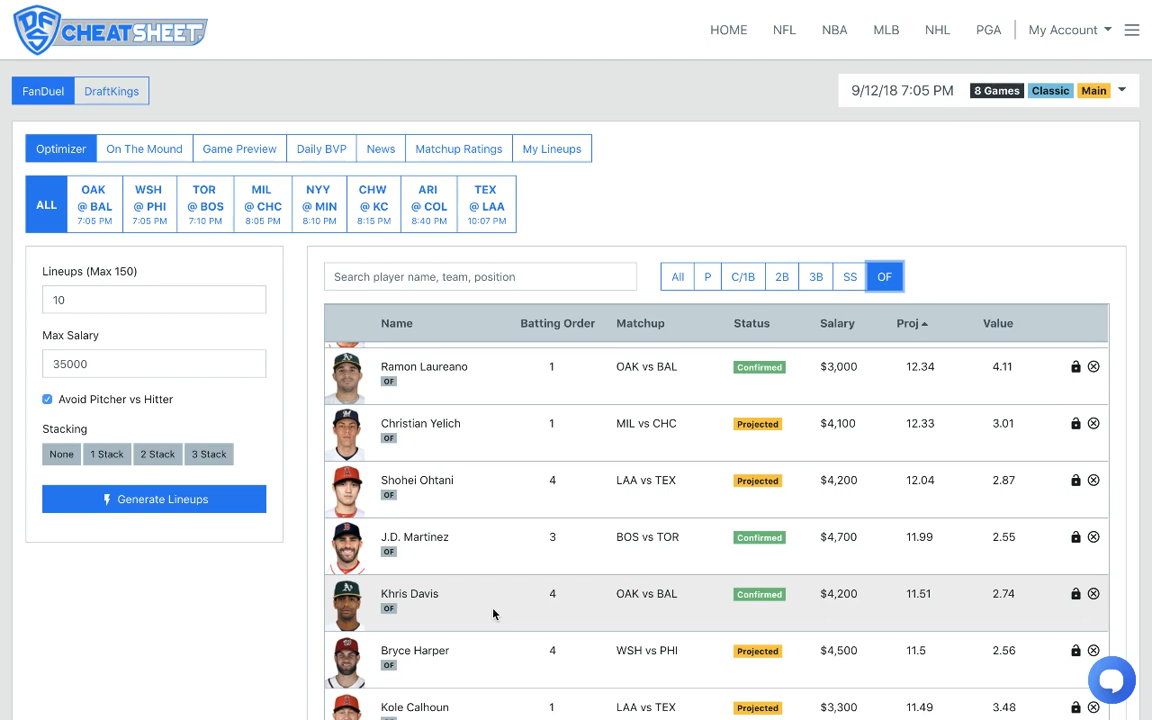 DFS CHEATSHEET
HOME NFL NBA MLB NHL PGA My Account
FanDuel DraftKings
9/12/18 7:05 PM 8 Games Classic Main
Optimizer On The Mound Game Preview Daily BVP News Matchup Ratings My Lineups
ALL
OAK @ BAL 7:05 PM
WSH @ PHI 7:05 PM
TOR @ BOS 7:10 PM
MIL @ CHC 8:05 PM
NYY @ MIN 8:10 PM
CHW @ KC 8:15 PM
ARI @ COL 8:40 PM
TEX @ LAA 10:07 PM
Lineups (Max 150)
10
Max Salary
35000
Avoid Pitcher vs Hitter
Stacking
None 1 Stack 2 Stack 3 Stack
Generate Lineups
Search player name, team, position
All P C/1B 2B 3B SS OF
Name Batting Order Matchup Status Salary Proj Value
Ramon Laureano 1 OAK vs BAL Confirmed $3,000 12.34 4.11
OF
Christian Yelich 1 MIL vs CHC Projected $4,100 12.33 3.01
OF
Shohei Ohtani 4 LAA vs TEX Projected $4,200 12.04 2.87
OF
J.D. Martinez 3 BOS vs TOR Confirmed $4,700 11.99 2.55
OF
Khris Davis 4 OAK vs BAL Confirmed $4,200 11.51 2.74
OF
Bryce Harper 4 WSH vs PHI Projected $4,500 11.5 2.56
OF
Kole Calhoun 1 LAA vs TEX Projected $3,300 11.49 3.48
OF